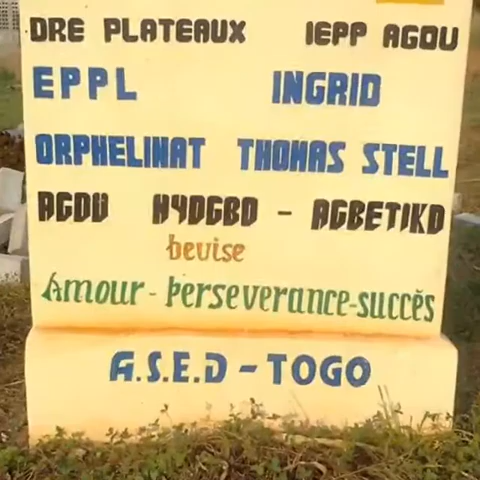 DRE PLATEAUX IEPP AGOU
EPPL INGRID
ORPHELINAT THOMAS STELL
AGOU NYOGBO - AGBETIKO
Devise
Amour - Perseverance-succès
A.S.E.D - TOGO